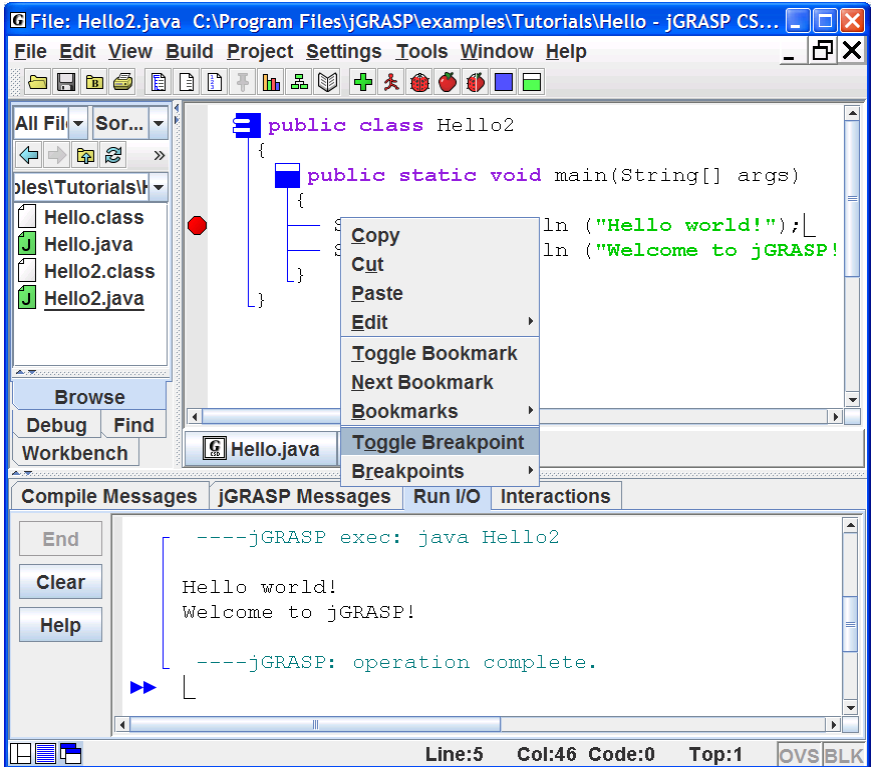 File: Hello2.java C:\Program Files\jGRASP\examples\Tutorials\Hello - jGRASP CS...
File Edit View Build Project Settings Tools Window Help
All Fil Sor...
»
ples\Tutorials\H
Hello.class
Hello.java
Hello2.class
Hello2.java
Browse
Debug Find
Workbench
public class Hello2
{
public static void main(String[] args)
{
S ln ("Hello world!");
S ln ("Welcome to jGRASP!
}
}
Copy
Cut
Paste
Edit
Toggle Bookmark
Next Bookmark
Bookmarks
Toggle Breakpoint
Breakpoints
Hello.java
Compile Messages jGRASP Messages Run I/O Interactions
End
Clear
Help
----jGRASP exec: java Hello2
Hello world!
Welcome to jGRASP!
----jGRASP: operation complete.
Line:5 Col:46 Code:0 Top:1 OVS BLK